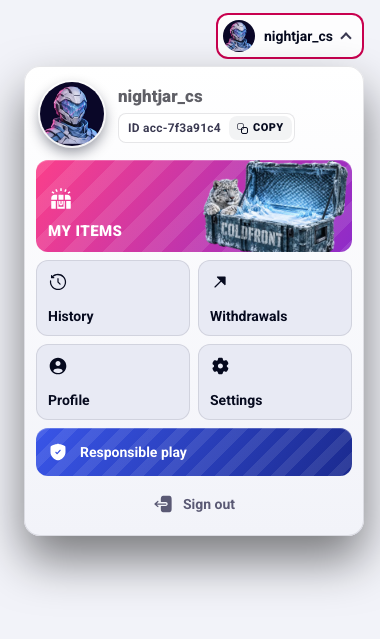 nightjar_cs
nightjar_cs
ID acc-7f3a91c4 COPY
MY ITEMS
COLDFRONT
History
Withdrawals
Profile
Settings
Responsible play
Sign out